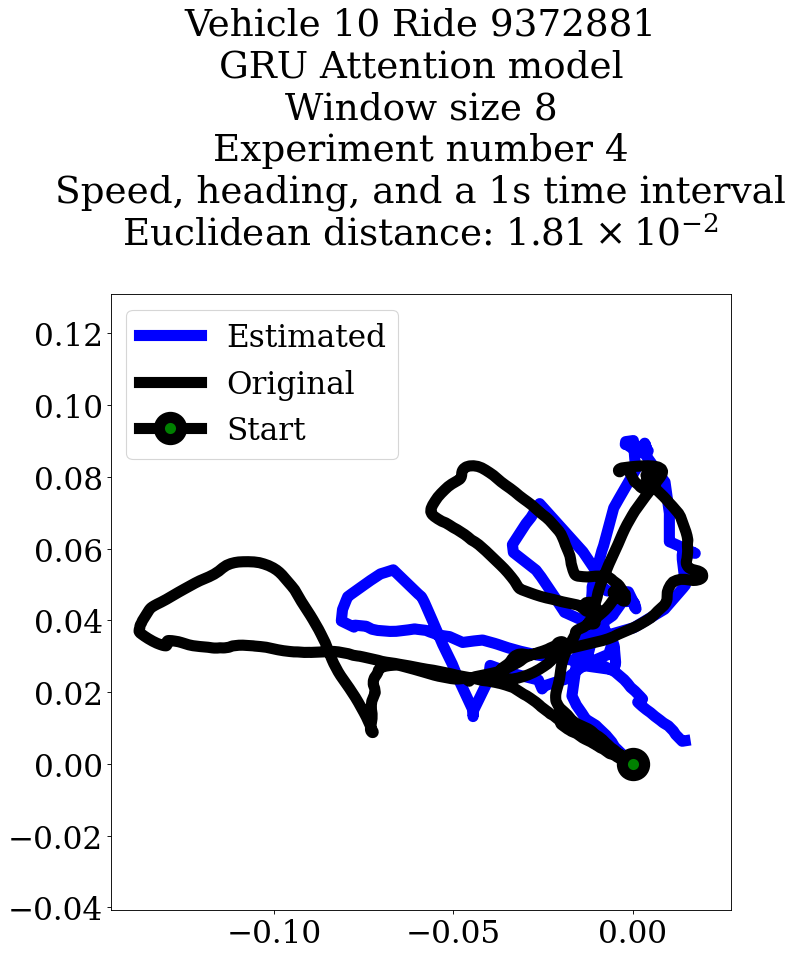 Vehicle 10 Ride 9372881
GRU Attention model
Window size 8
Experiment number 4
Speed, heading, and a 1s time interval
Euclidean distance: 1.81 × 10⁻²
Estimated
Original
Start
0.12
0.10
0.08
0.06
0.04
0.02
0.00
−0.02
−0.04
−0.10 −0.05 0.00